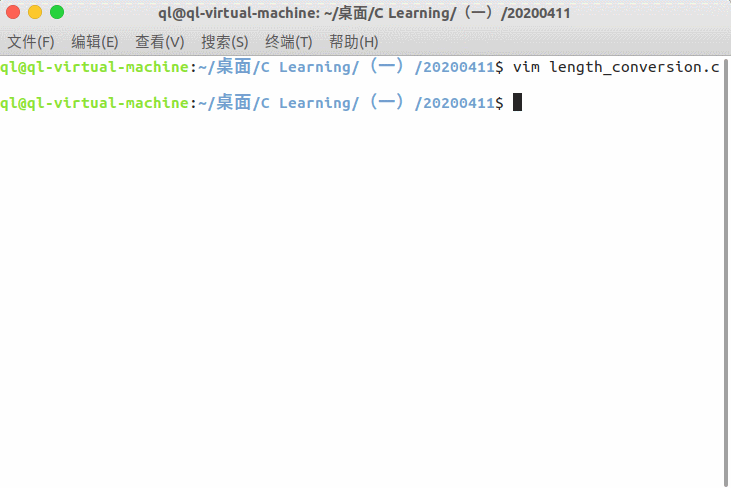 ql@ql-virtual-machine: ~/桌面/C Learning/（一）/20200411
文件(F) 编辑(E) 查看(V) 搜索(S) 终端(T) 帮助(H)
ql@ql-virtual-machine:~/桌面/C Learning/（一）/20200411$ vim length_conversion.c
ql@ql-virtual-machine:~/桌面/C Learning/（一）/20200411$